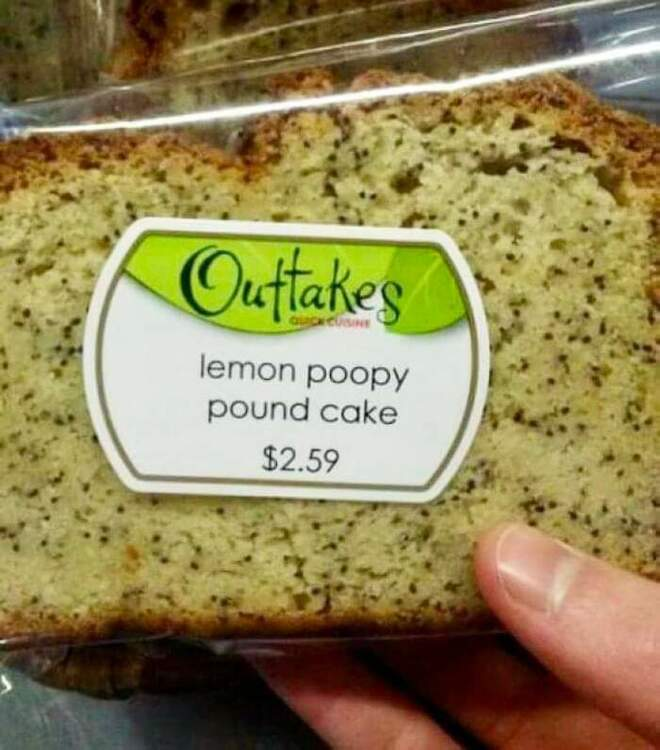 Outtakes
QUICK CUISINE
lemon poopy
pound cake
$2.59